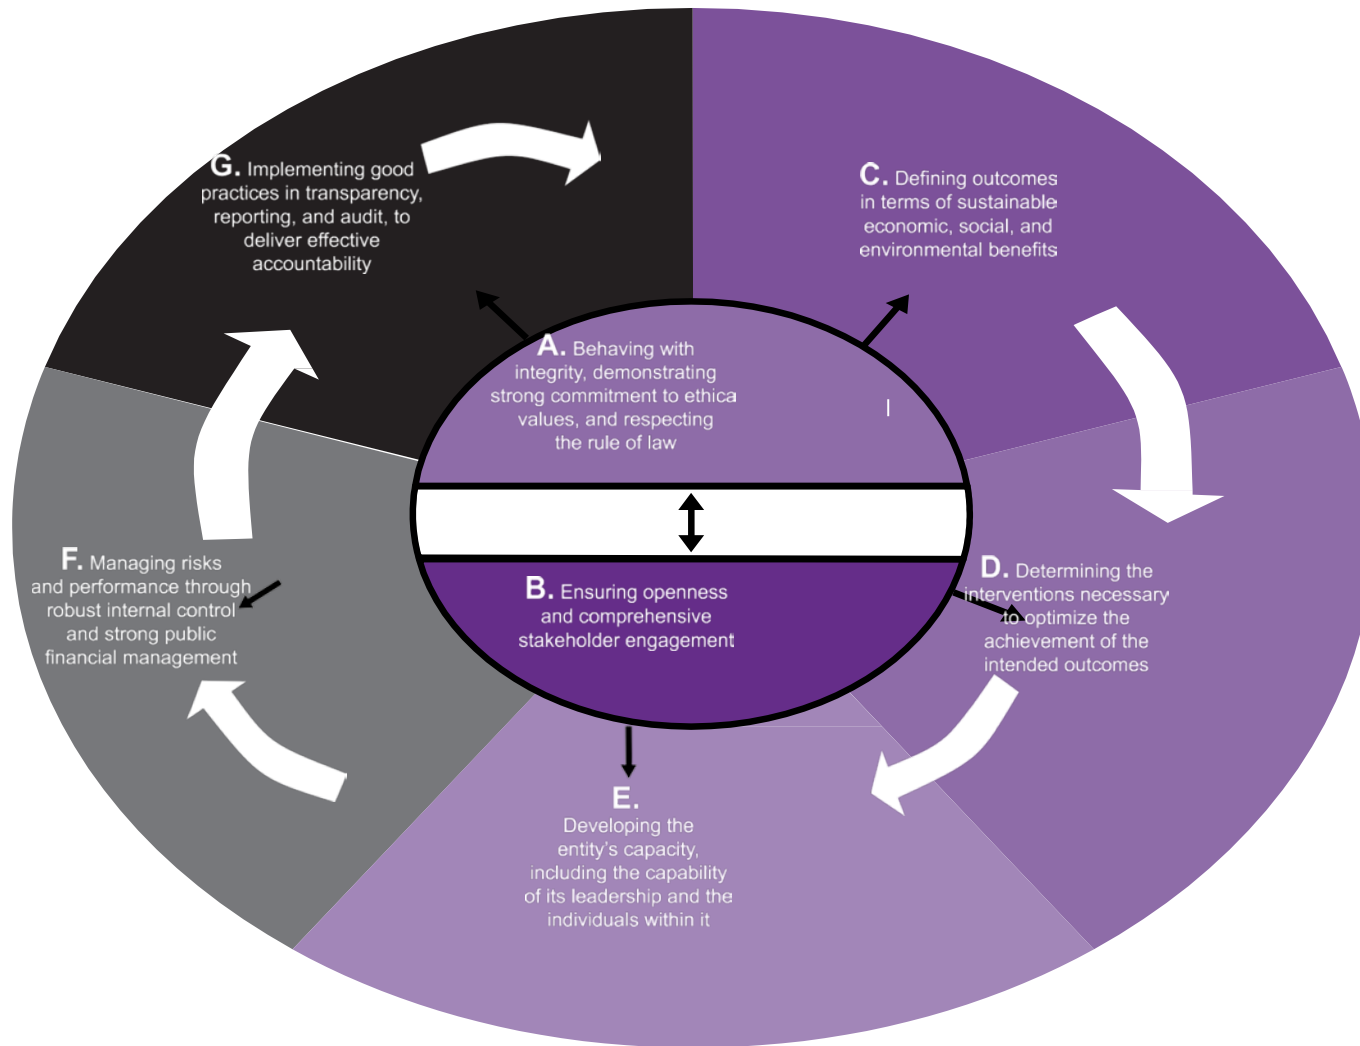 G. Implementing good
practices in transparency,
reporting, and audit, to
deliver effective
accountability
C. Defining outcomes
in terms of sustainable
economic, social, and
environmental benefits
A. Behaving with
integrity, demonstrating
strong commitment to ethica l
values, and respecting
the rule of law
B. Ensuring openness
and comprehensive
stakeholder engagement
D. Determining the
interventions necessary
to optimize the
achievement of the
intended outcomes
F. Managing risks
and performance through
robust internal control
and strong public
financial management
E.
Developing the
entity’s capacity,
including the capability
of its leadership and the
individuals within it